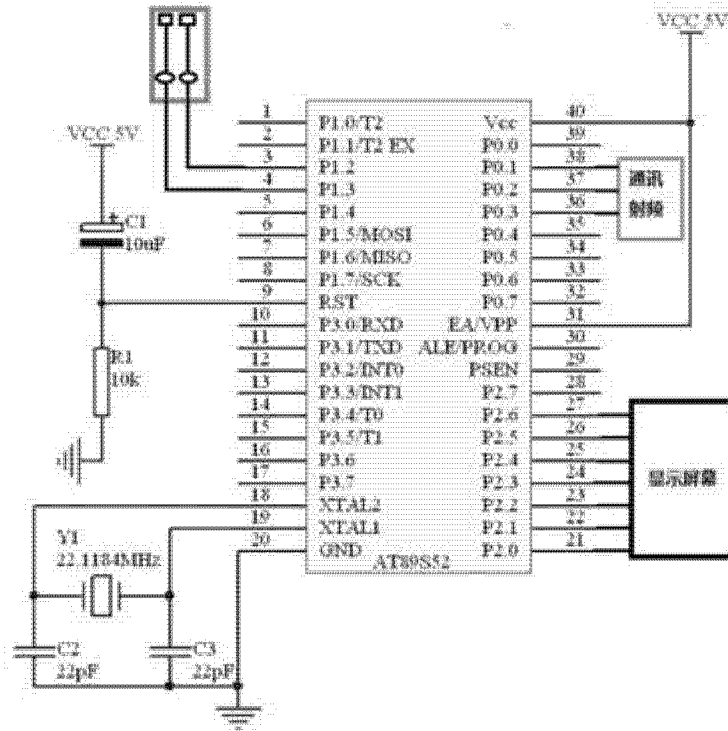 VCC 5V
VCC 5V
C1
10uF
R1
10k
1 P1.0/T2
2 P1.1/T2 EX
3 P1.2
4 P1.3
5 P1.4
6 P1.5/MOSI
7 P1.6/MISO
8 P1.7/SCK
9 RST
10 P3.0/RXD
11 P3.1/TXD
12 P3.2/INT0
13 P3.3/INT1
14 P3.4/T0
15 P3.5/T1
16 P3.6
17 P3.7
18 XTAL2
19 XTAL1
20 GND
Vcc 40
P0.0 39
P0.1 38
P0.2 37
P0.3 36
P0.4 35
P0.5 34
P0.6 33
P0.7 32
EA/VPP 31
ALE/PROG 30
PSEN 29
P2.7 28
P2.6 27
P2.5 26
P2.4 25
P2.3 24
P2.2 23
P2.1 22
P2.0 21
AT89S52
通讯
射频
显示屏幕
Y1
22.1184MHz
C2
22pF
C3
22pF